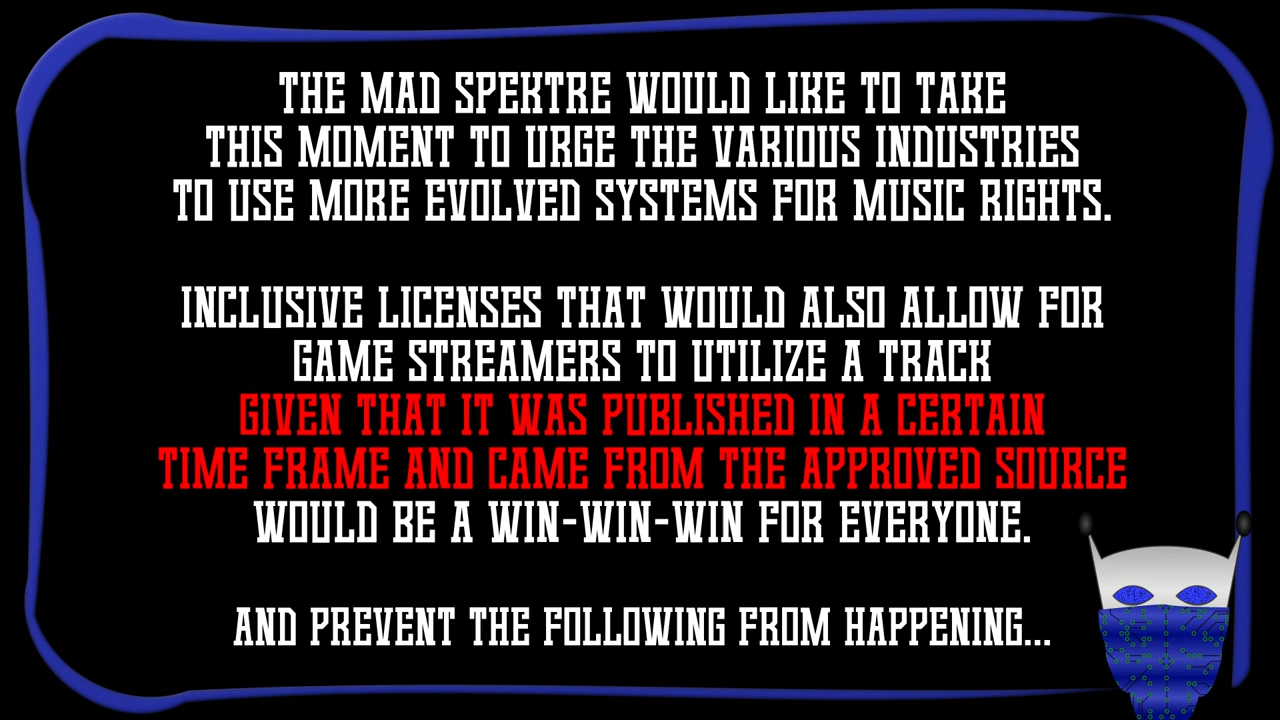 THE MAD SPEKTRE WOULD LIKE TO TAKE
THIS MOMENT TO URGE THE VARIOUS INDUSTRIES
TO USE MORE EVOLVED SYSTEMS FOR MUSIC RIGHTS.
INCLUSIVE LICENSES THAT WOULD ALSO ALLOW FOR
GAME STREAMERS TO UTILIZE A TRACK
GIVEN THAT IT WAS PUBLISHED IN A CERTAIN
TIME FRAME AND CAME FROM THE APPROVED SOURCE
WOULD BE A WIN-WIN-WIN FOR EVERYONE.
AND PREVENT THE FOLLOWING FROM HAPPENING...